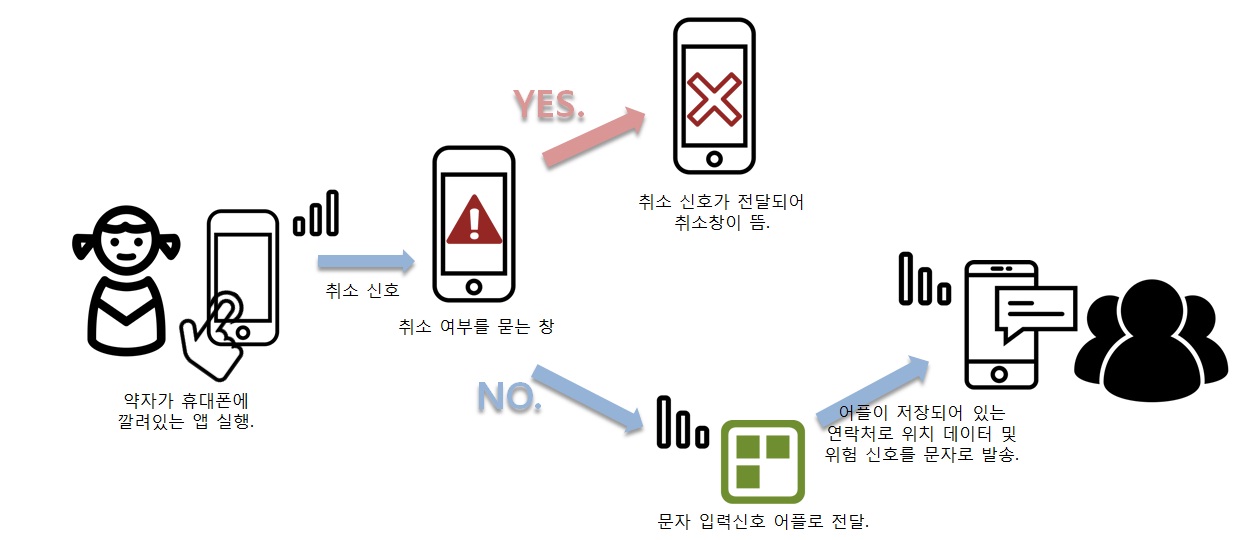 약자가 휴대폰에
깔려있는 앱 실행.
취소 신호
취소 여부를 묻는 창
YES.
취소 신호가 전달되어
취소창이 뜸.
NO.
문자 입력신호 어플로 전달.
어플이 저장되어 있는
연락처로 위치 데이터 및
위험 신호를 문자로 발송.